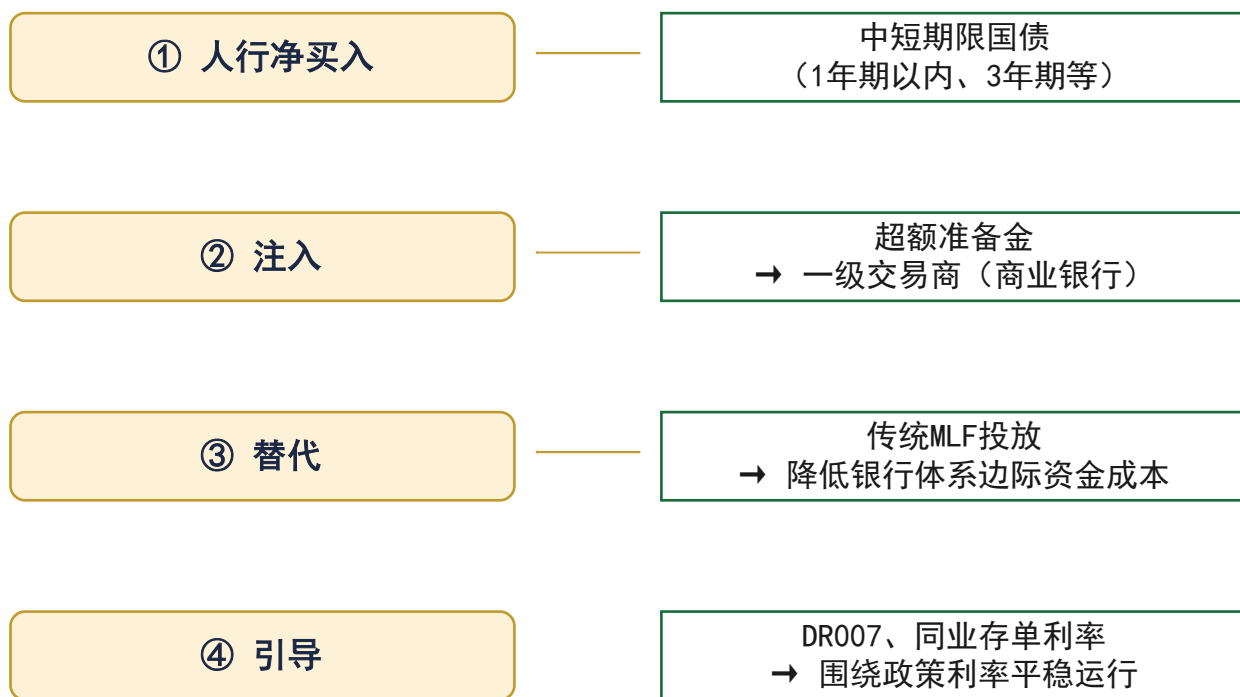 ① 人行净买入
中短期限国债
（1年期以内、3年期等）
② 注入
超额准备金
→ 一级交易商（商业银行）
③ 替代
传统MLF投放
→ 降低银行体系边际资金成本
④ 引导
DR007、同业存单利率
→ 围绕政策利率平稳运行